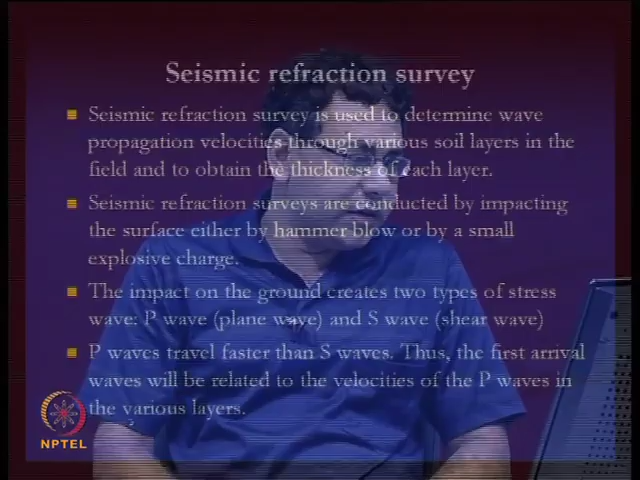 Seismic refraction survey
Seismic refraction survey is used to determine wave
propagation velocities through various soil layers in the
field and to obtain the thickness of each layer.
Seismic refraction surveys are conducted by impacting
the surface either by hammer blow or by a small
explosive charge.
The impact on the ground creates two types of stress
wave: P wave (plane wave) and S wave (shear wave)
P waves travel faster than S waves. Thus, the first arrival
waves will be related to the velocities of the P waves in
the various layers.
NPTEL